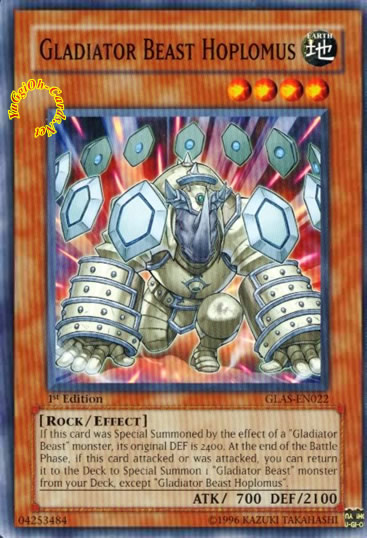 GLADIATOR BEAST HOPLOMUS
EARTH
地
YuGgiOh-Cards.Net
1st Edition
GLAS-EN022
[ROCK/EFFECT]
If this card was Special Summoned by the effect of a "Gladiator
Beast" monster, its original DEF is 2400. At the end of the Battle
Phase, if this card attacked or was attacked, you can return
it to the Deck to Special Summon 1 "Gladiator Beast" monster
from your Deck, except "Gladiator Beast Hoplomus".
ATK/ 700 DEF/2100
04253484
©1996 KAZUKI TAKAHASHI